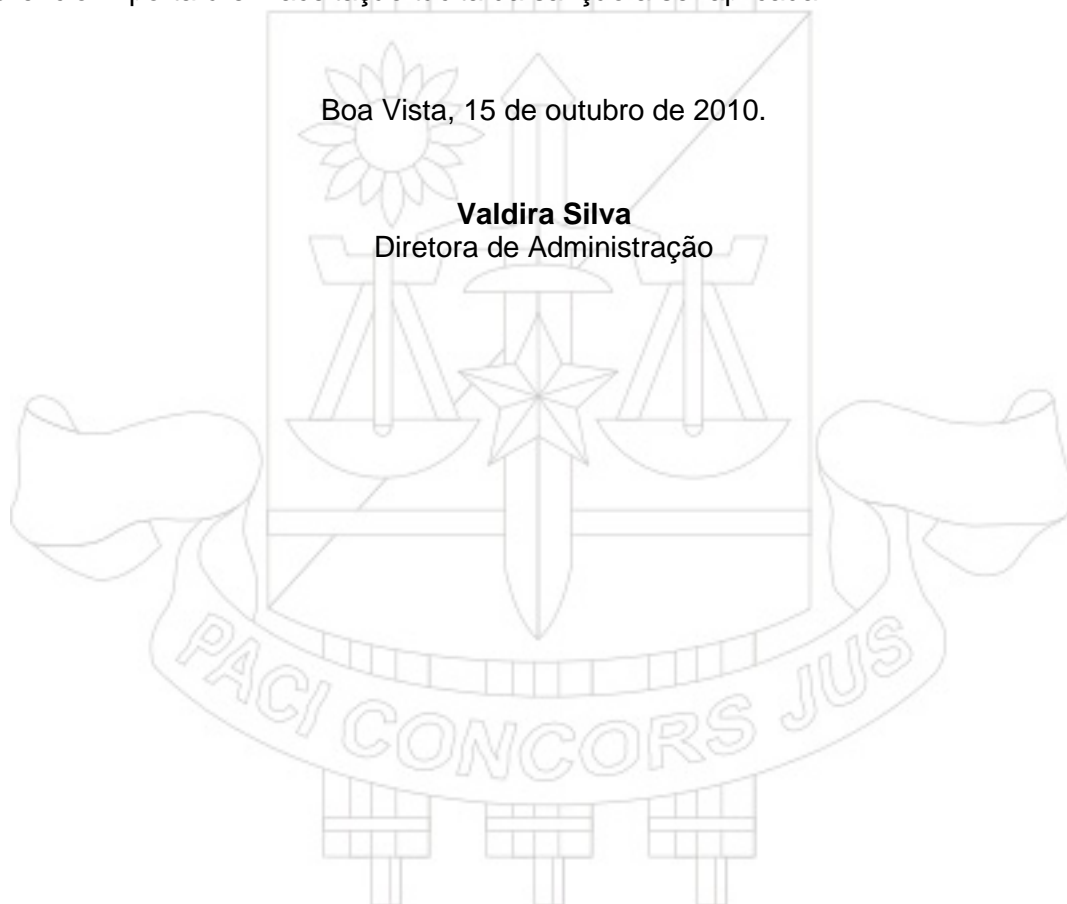 Boa Vista, 15 de outubro de 2010.
Valdira Silva
Diretora de Administração
PACI CONCORS JUS